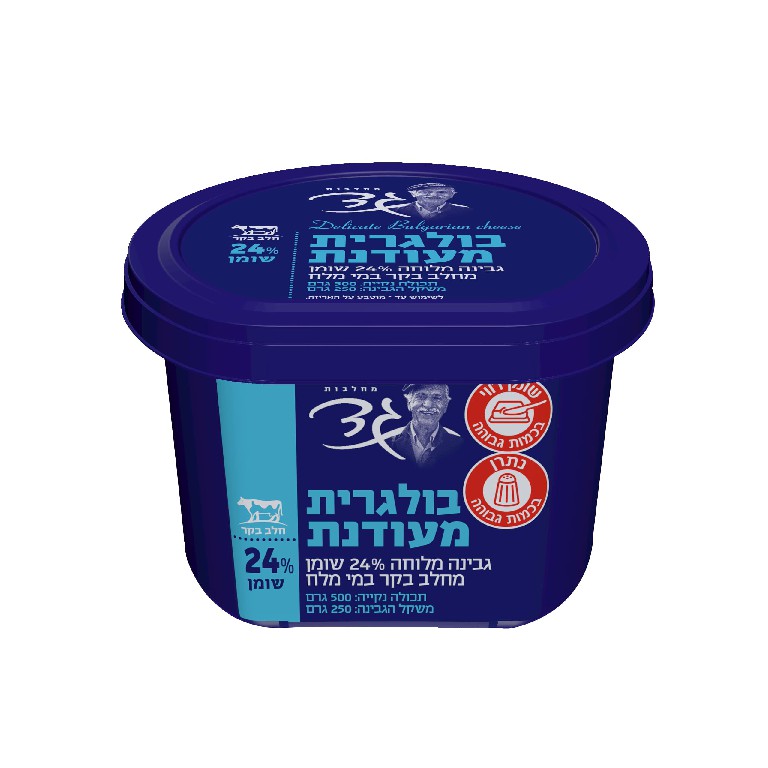 מחלבות
גד
Delicate Bulgarian cheese
בולגרית
מעודנת
גבינה מלוחה 24% שומן
מחלב בקר במי מלח
תכולה נקייה: 500 גרם
משקל הגבינה: 250 גרם
לשימוש עד - מוטבע על האריזה.
חלב בקר
24%
שומן
מחלבות
גד
שומן רווי
בכמות גבוהה
נתרן
בכמות גבוהה
בולגרית
מעודנת
גבינה מלוחה 24% שומן
מחלב בקר במי מלח
תכולה נקייה: 500 גרם
משקל הגבינה: 250 גרם
חלב בקר
24%
שומן